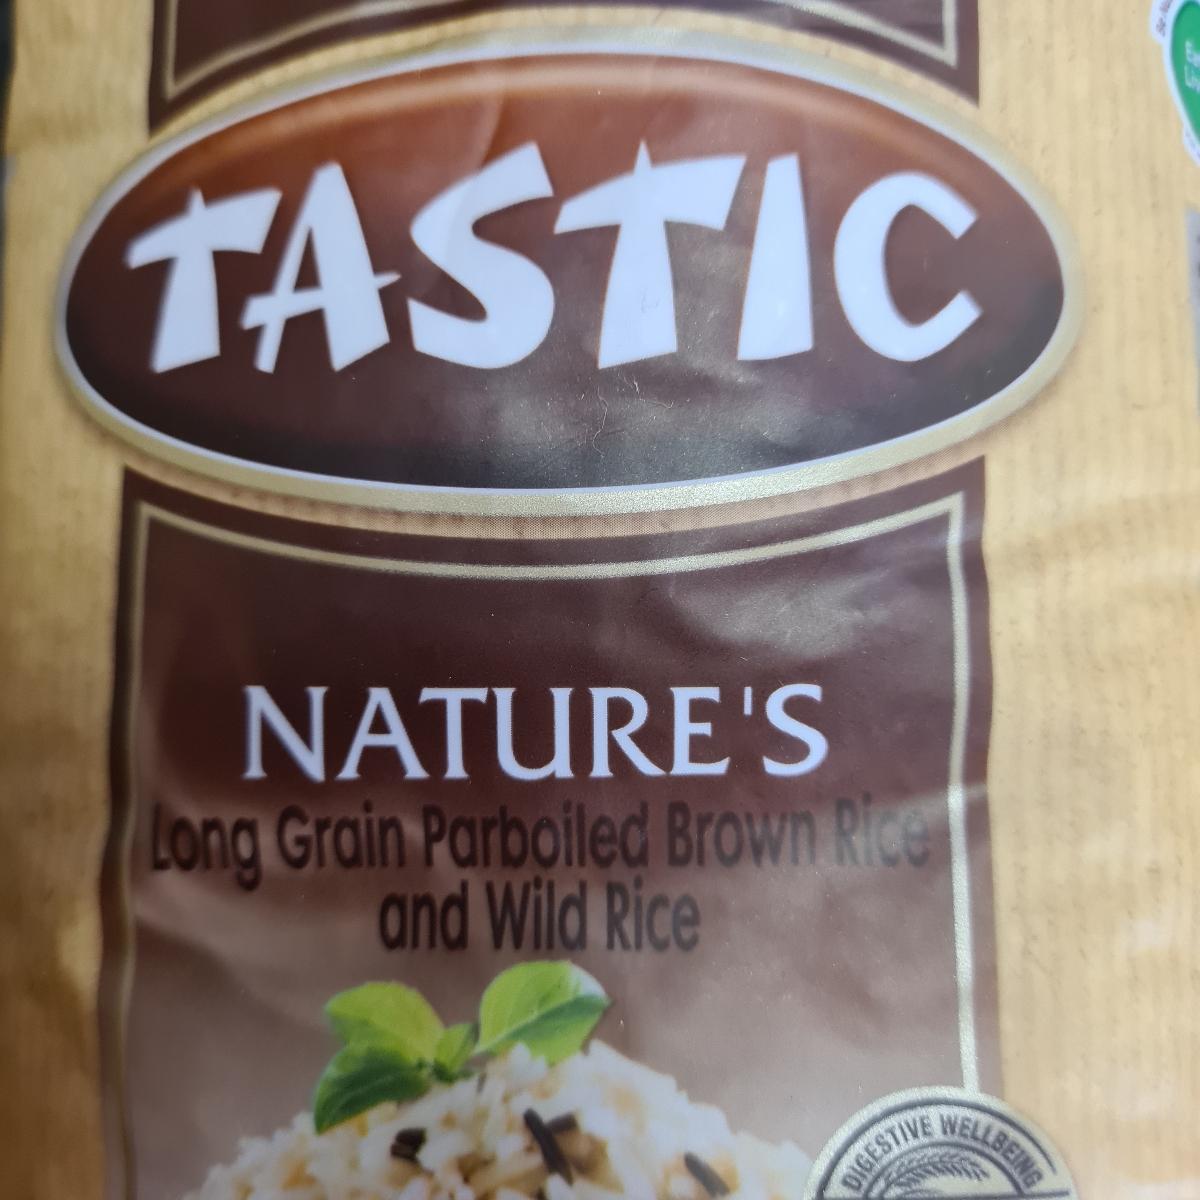 TASTIC
NATURE'S
Long Grain Parboiled Brown Rice
and Wild Rice
DIGESTIVE WELLBEING